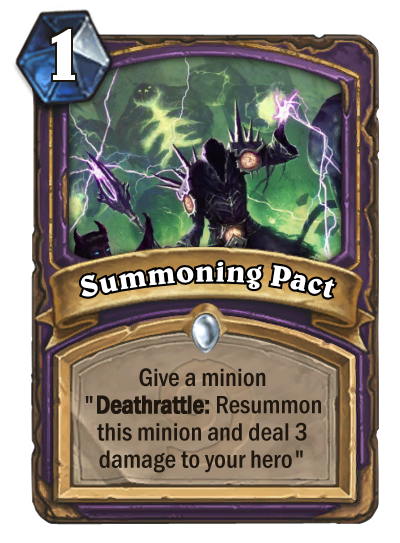 1
Summoning Pact
Give a minion
"Deathrattle: Resummon
this minion and deal 3
damage to your hero"